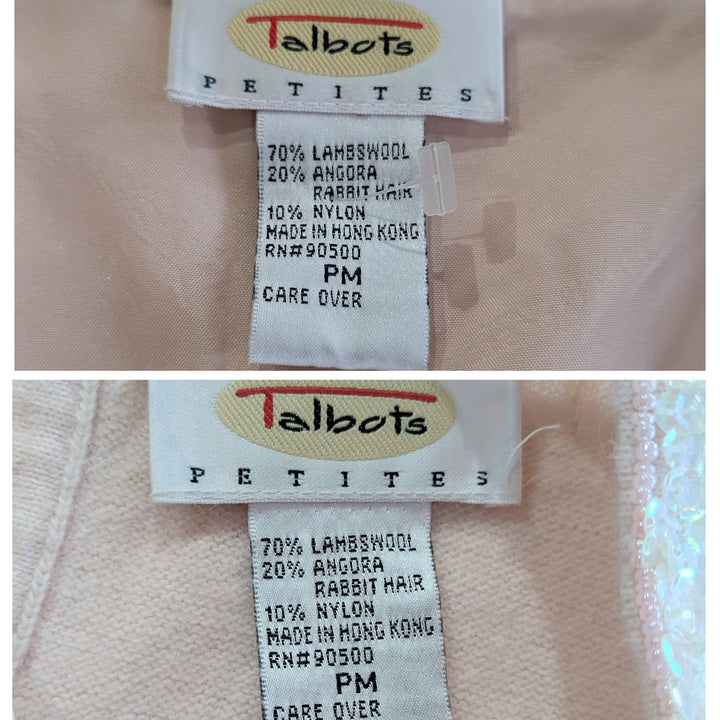 Talbots
PETITES
70% LAMBSWOOL
20% ANGORA
RABBIT HAIR
10% NYLON
MADE IN HONG KONG
RN#90500
PM
CARE OVER
Talbots
PETITES
70% LAMBSWOOL
20% ANGORA
RABBIT HAIR
10% NYLON
MADE IN HONG KONG
RN#90500
PM
CARE OVER